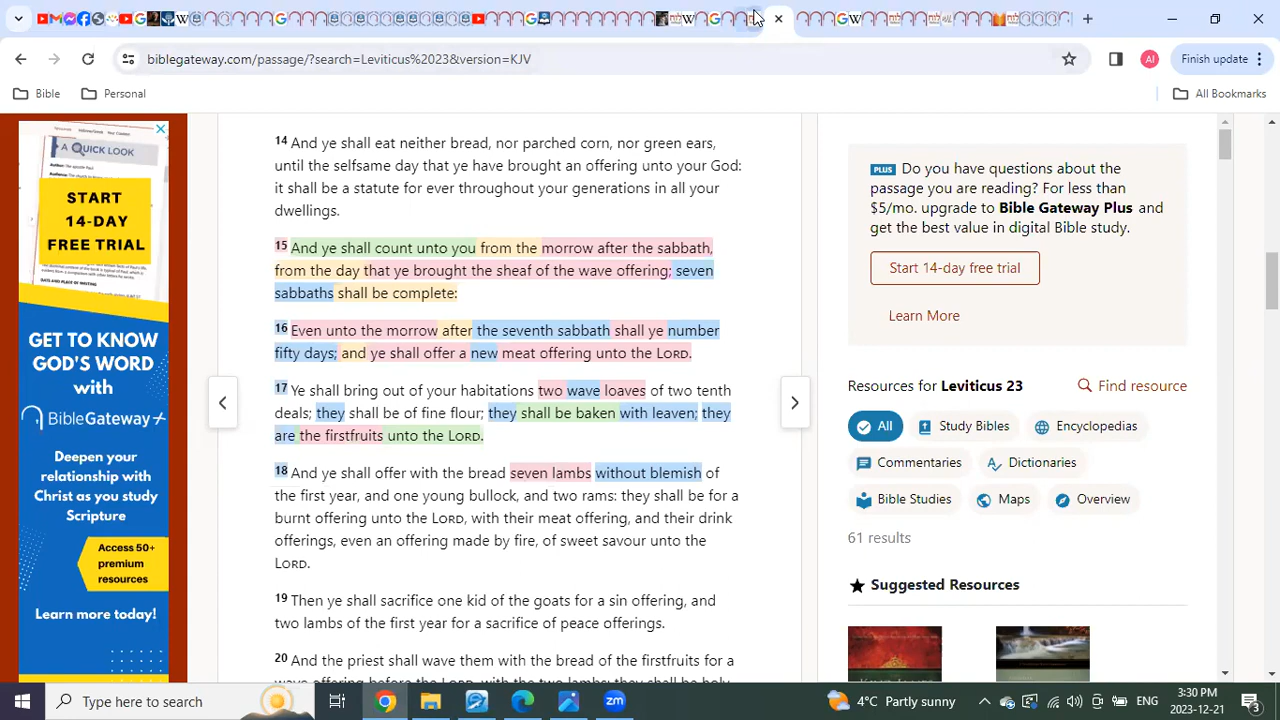 biblegateway.com/passage/?search=Leviticus%2023&version=KJV
AI
Finish update
Bible
Personal
All Bookmarks
A QUICK LOOK
START
14-DAY
FREE TRIAL
GET TO KNOW
GOD'S WORD
with
BibleGateway+
Deepen your
relationship with
Christ as you study
Scripture
Access 50+
premium
resources
Learn more today!
14 And ye shall eat neither bread, nor parched corn, nor green ears,
until the selfsame day that ye have brought an offering unto your God:
it shall be a statute for ever throughout your generations in all your
dwellings.
15 And ye shall count unto you from the morrow after the sabbath,
from the day that ye brought the sheaf of the wave offering; seven
sabbaths shall be complete:
16 Even unto the morrow after the seventh sabbath shall ye number
fifty days; and ye shall offer a new meat offering unto the LORD.
17 Ye shall bring out of your habitations two wave loaves of two tenth
deals; they shall be of fine flour; they shall be baken with leaven; they
are the firstfruits unto the LORD.
18 And ye shall offer with the bread seven lambs without blemish of
the first year, and one young bullock, and two rams: they shall be for a
burnt offering unto the LORD, with their meat offering, and their drink
offerings, even an offering made by fire, of sweet savour unto the
LORD.
19 Then ye shall sacrifice one kid of the goats for a sin offering, and
two lambs of the first year for a sacrifice of peace offerings.
20 And the priest shall wave them with the bread of the firstfruits for a
wave offering before the LORD, with the two lambs: they shall be holy
PLUS Do you have questions about the
passage you are reading? For less than
$5/mo. upgrade to Bible Gateway Plus and
get the best value in digital Bible study.
Start 14-day free trial
Learn More
Resources for Leviticus 23
Find resource
All
Study Bibles
Encyclopedias
Commentaries
Dictionaries
Bible Studies
Maps
Overview
61 results
Suggested Resources
Type here to search
4°C Partly sunny
ENG
3:30 PM
2023-12-21
3